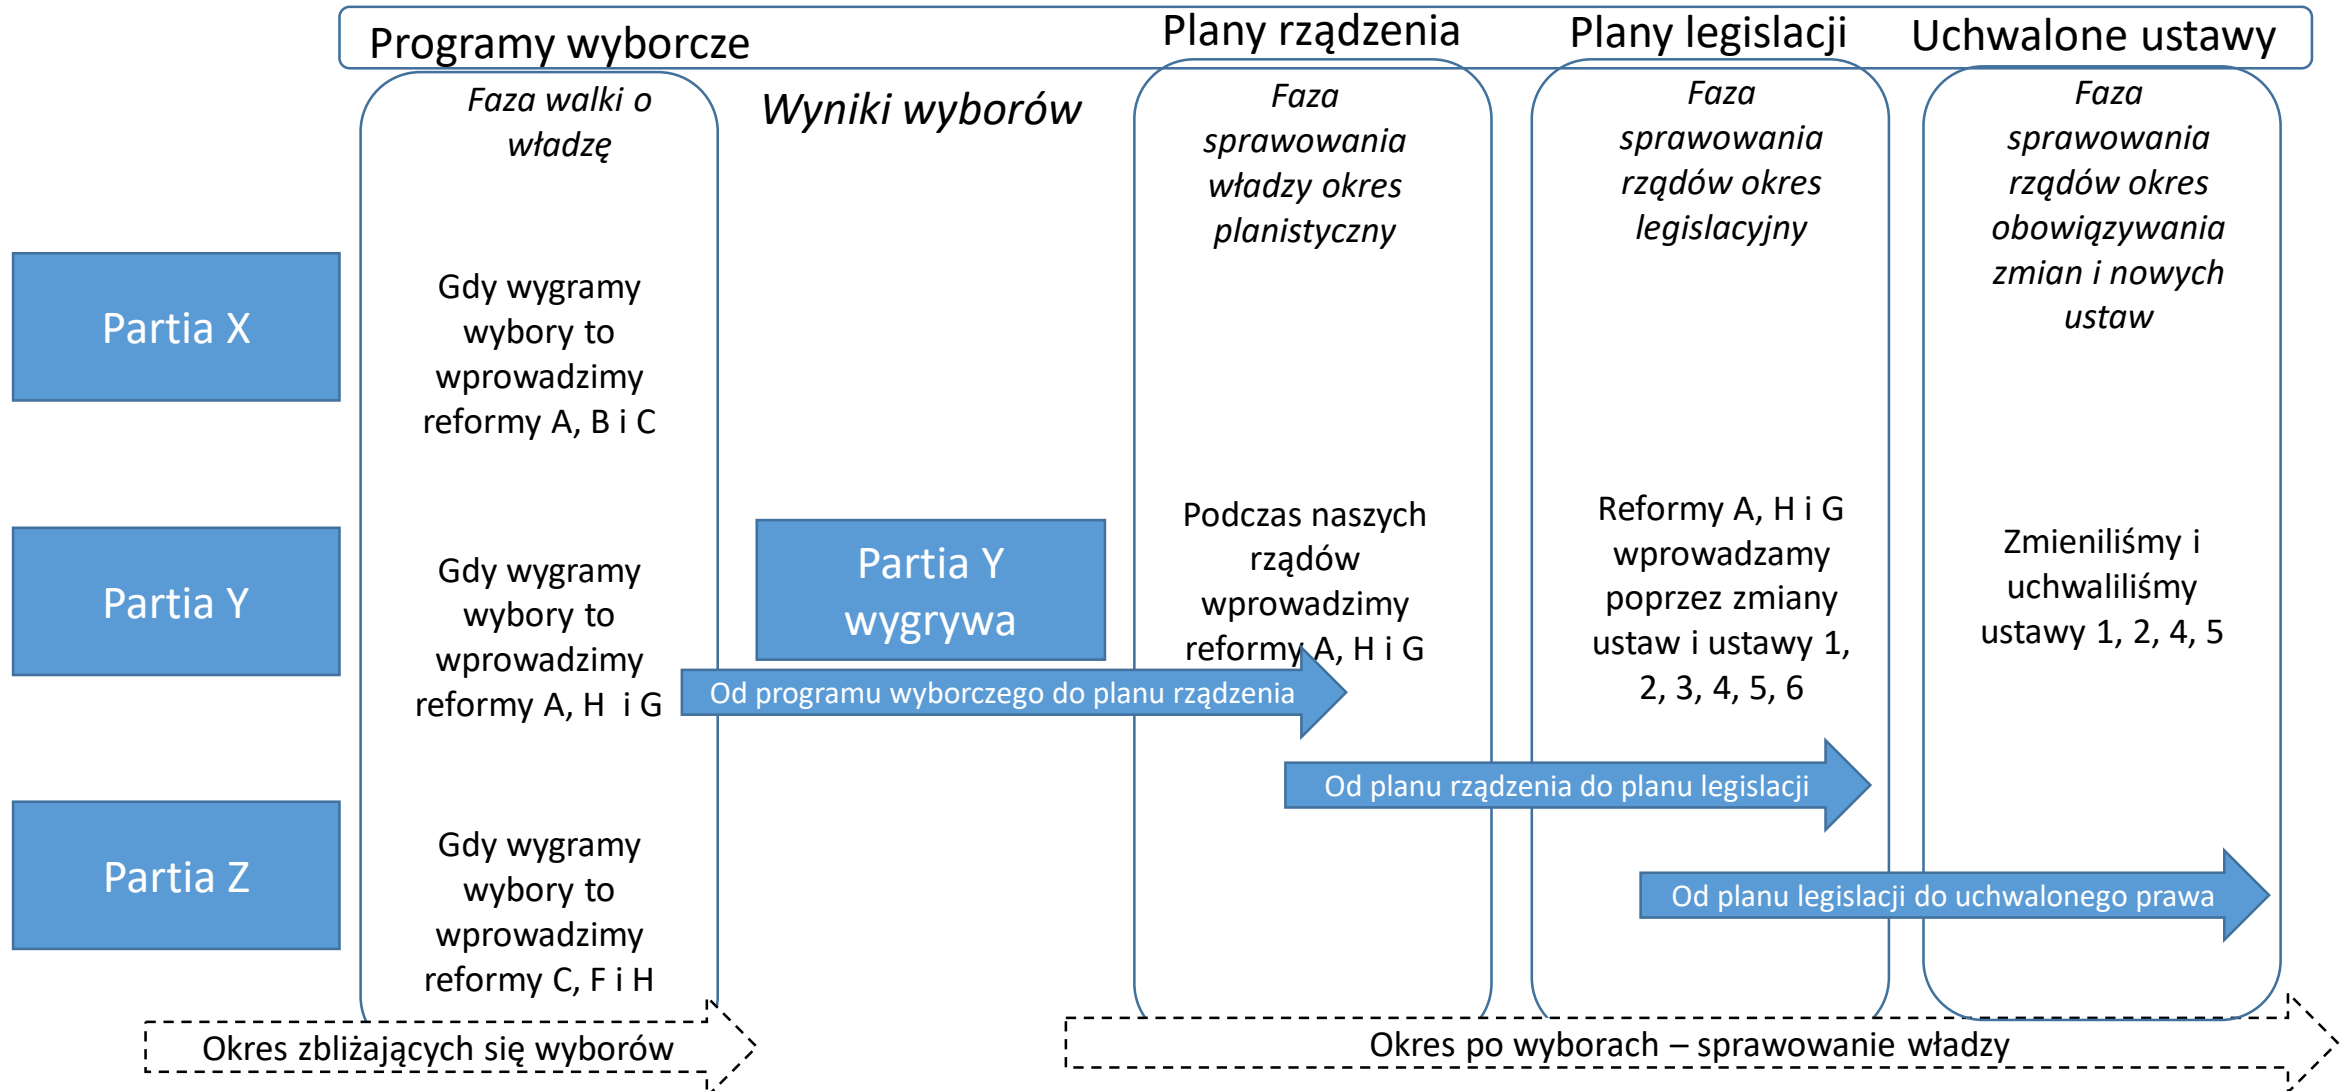 Programy wyborcze
Plany rządzenia
Plany legislacji
Uchwalone ustawy
Faza walki o
władzę
Wyniki wyborów
Faza
sprawowania
władzy okres
planistyczny
Faza
sprawowania
rządów okres
legislacyjny
Faza
sprawowania
rządów okres
obowiązywania
zmian i nowych
ustaw
Partia X
Gdy wygramy
wybory to
wprowadzimy
reformy A, B i C
Partia Y
Gdy wygramy
wybory to
wprowadzimy
reformy A, H i G
Partia Y
wygrywa
Podczas naszych
rządów
wprowadzimy
reformy A, H i G
Reformy A, H i G
wprowadzamy
poprzez zmiany
ustaw i ustawy 1,
2, 3, 4, 5, 6
Zmieniliśmy i
uchwaliliśmy
ustawy 1, 2, 4, 5
Od programu wyborczego do planu rządzenia
Od planu rządzenia do planu legislacji
Od planu legislacji do uchwalonego prawa
Partia Z
Gdy wygramy
wybory to
wprowadzimy
reformy C, F i H
Okres zbliżających się wyborów
Okres po wyborach – sprawowanie władzy